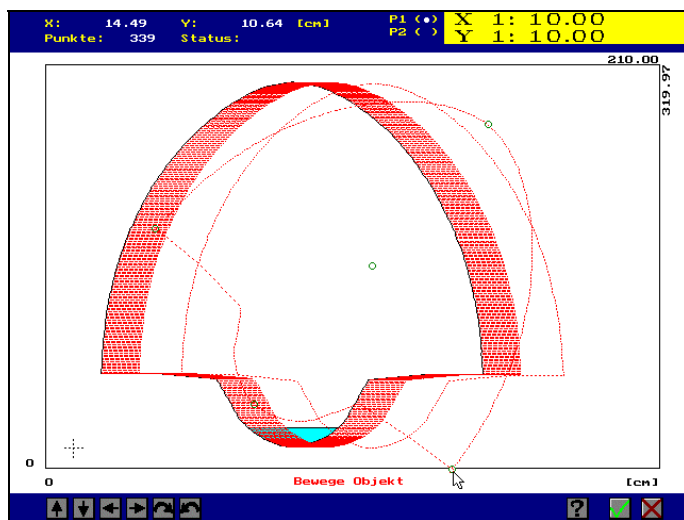 X: 14.49 Y: 10.64 [cm] P1 (●) X 1: 10.00
Punkte: 339 Status: P2 ( ) Y 1: 10.00
210.00
319.97
0
0 Bewege Objekt [cm]
?